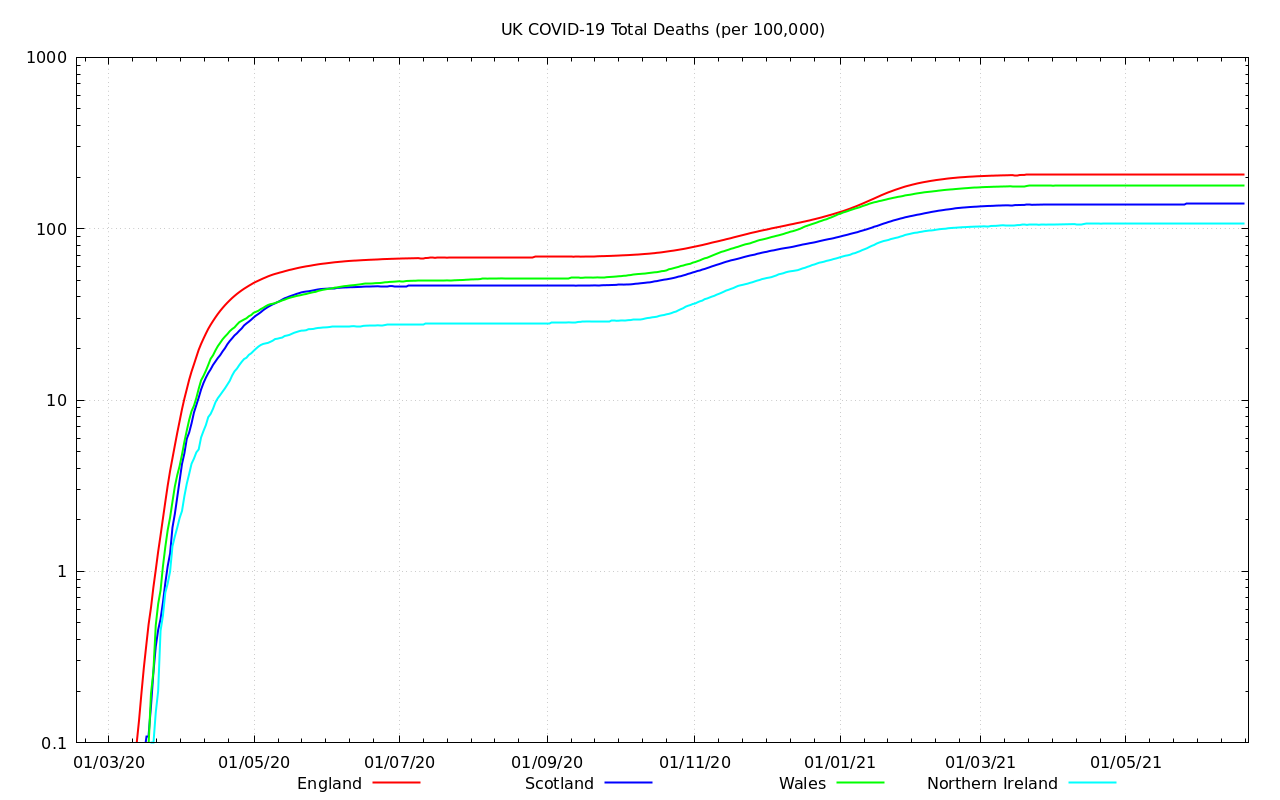 UK COVID-19 Total Deaths (per 100,000)
1000
100
10
1
0.1
01/03/20 01/05/20 01/07/20 01/09/20 01/11/20 01/01/21 01/03/21 01/05/21
England Scotland Wales Northern Ireland